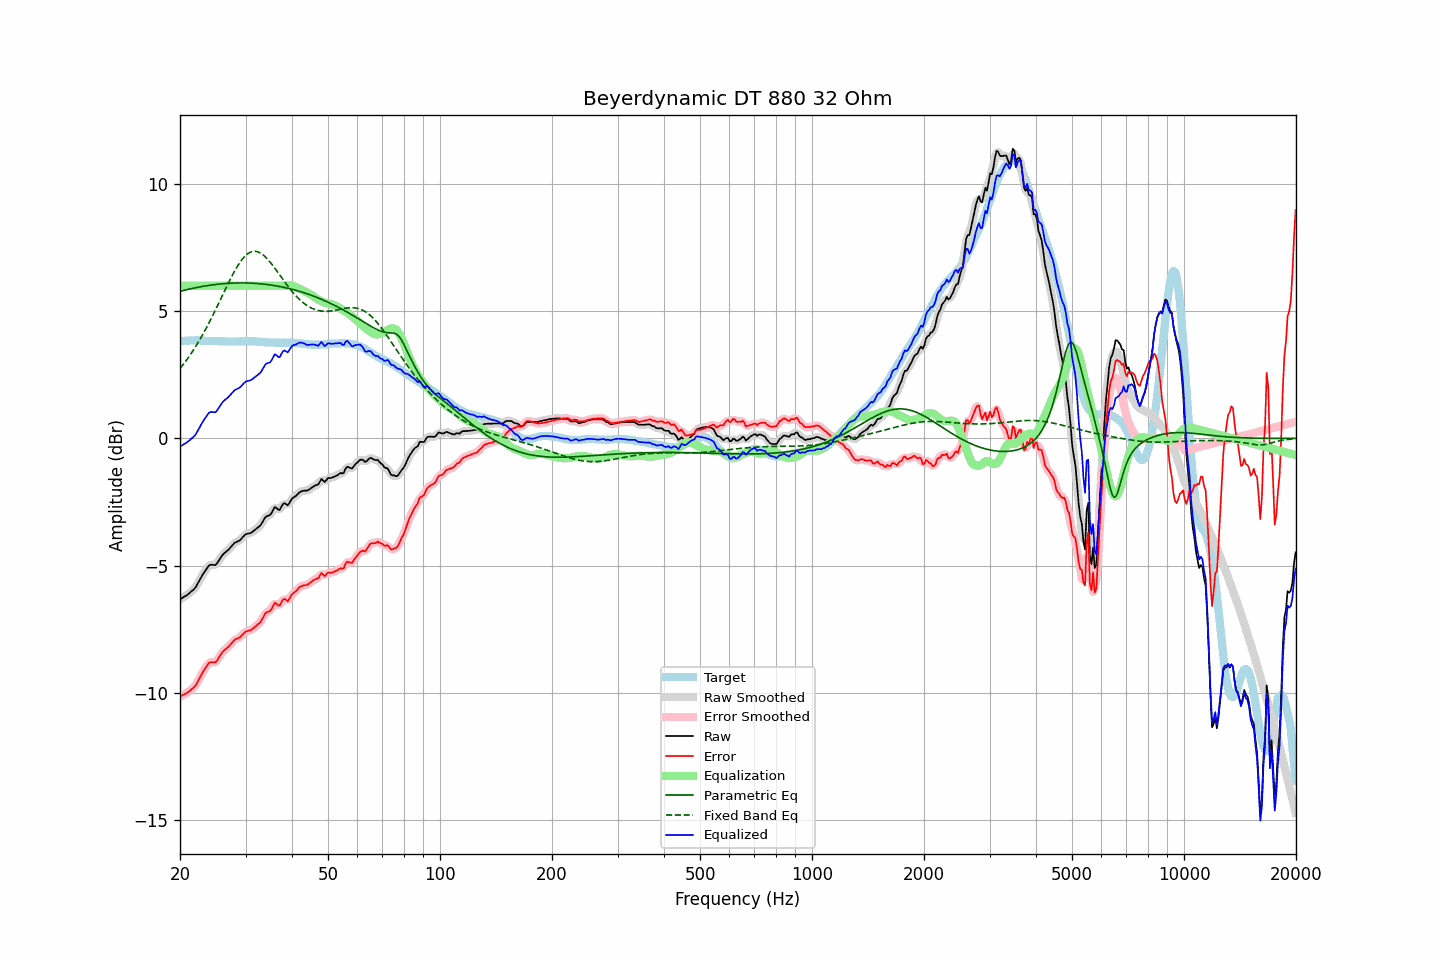 Beyerdynamic DT 880 32 Ohm
Amplitude (dBr)
10
5
0
−5
−10
−15
Target
Raw Smoothed
Error Smoothed
Raw
Error
Equalization
Parametric Eq
Fixed Band Eq
Equalized
20
50
100
200
500
1000
2000
5000
10000
20000
Frequency (Hz)